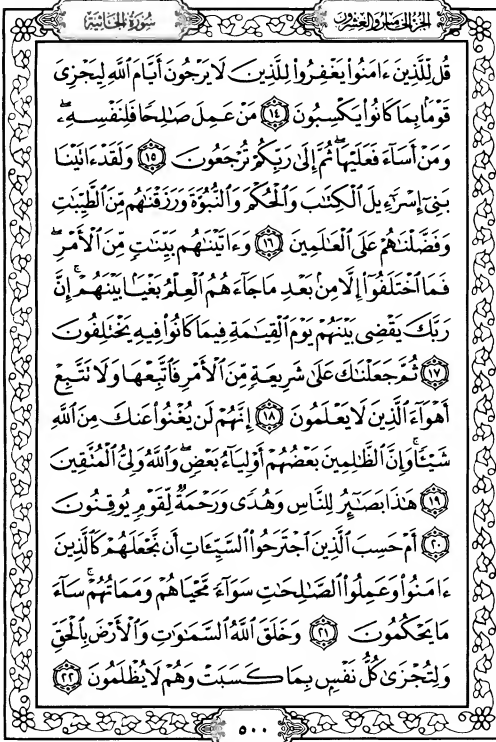 سُورَةُ الجَاثِيَة
الجزء الخامس والعشرون
قُل لِّلَّذِينَ ءَامَنُوا۟ يَغْفِرُوا۟ لِلَّذِينَ لَا يَرْجُونَ أَيَّامَ ٱللَّهِ لِيَجْزِىَ
قَوْمًۢا بِمَا كَانُوا۟ يَكْسِبُونَ ١٤ مَنْ عَمِلَ صَٰلِحًا فَلِنَفْسِهِۦ ۖ
وَمَنْ أَسَآءَ فَعَلَيْهَا ۖ ثُمَّ إِلَىٰ رَبِّكُمْ تُرْجَعُونَ ١٥ وَلَقَدْ ءَاتَيْنَا
بَنِىٓ إِسْرَٰٓءِيلَ ٱلْكِتَٰبَ وَٱلْحُكْمَ وَٱلنُّبُوَّةَ وَرَزَقْنَٰهُم مِّنَ ٱلطَّيِّبَٰتِ
وَفَضَّلْنَٰهُمْ عَلَى ٱلْعَٰلَمِينَ ١٦ وَءَاتَيْنَٰهُم بَيِّنَٰتٍ مِّنَ ٱلْأَمْرِ ۖ
فَمَا ٱخْتَلَفُوٓا۟ إِلَّا مِنۢ بَعْدِ مَا جَآءَهُمُ ٱلْعِلْمُ بَغْيًۢا بَيْنَهُمْ ۚ إِنَّ
رَبَّكَ يَقْضِى بَيْنَهُمْ يَوْمَ ٱلْقِيَٰمَةِ فِيمَا كَانُوا۟ فِيهِ يَخْتَلِفُونَ
١٧ ثُمَّ جَعَلْنَٰكَ عَلَىٰ شَرِيعَةٍ مِّنَ ٱلْأَمْرِ فَٱتَّبِعْهَا وَلَا تَتَّبِعْ
أَهْوَآءَ ٱلَّذِينَ لَا يَعْلَمُونَ ١٨ إِنَّهُمْ لَن يُغْنُوا۟ عَنكَ مِنَ ٱللَّهِ
شَيْـًٔا ۚ وَإِنَّ ٱلظَّٰلِمِينَ بَعْضُهُمْ أَوْلِيَآءُ بَعْضٍ ۖ وَٱللَّهُ وَلِىُّ ٱلْمُتَّقِينَ
١٩ هَٰذَا بَصَٰٓئِرُ لِلنَّاسِ وَهُدًى وَرَحْمَةٌ لِّقَوْمٍ يُوقِنُونَ
٢٠ أَمْ حَسِبَ ٱلَّذِينَ ٱجْتَرَحُوا۟ ٱلسَّيِّـَٔاتِ أَن نَّجْعَلَهُمْ كَٱلَّذِينَ
ءَامَنُوا۟ وَعَمِلُوا۟ ٱلصَّٰلِحَٰتِ سَوَآءً مَّحْيَاهُمْ وَمَمَاتُهُمْ ۚ سَآءَ
مَا يَحْكُمُونَ ٢١ وَخَلَقَ ٱللَّهُ ٱلسَّمَٰوَٰتِ وَٱلْأَرْضَ بِٱلْحَقِّ
وَلِتُجْزَىٰ كُلُّ نَفْسٍۭ بِمَا كَسَبَتْ وَهُمْ لَا يُظْلَمُونَ ٢٢
٥٠٠